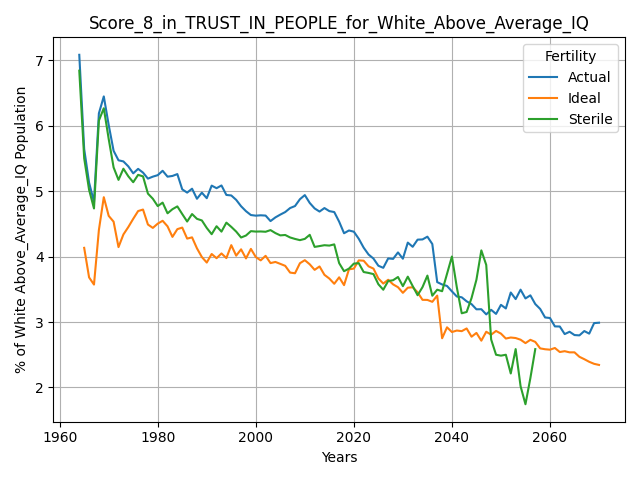 Score_8_in_TRUST_IN_PEOPLE_for_White_Above_Average_IQ
% of White Above_Average_IQ Population
7
6
5
4
3
2
Fertility
Actual
Ideal
Sterile
1960 1980 2000 2020 2040 2060
Years